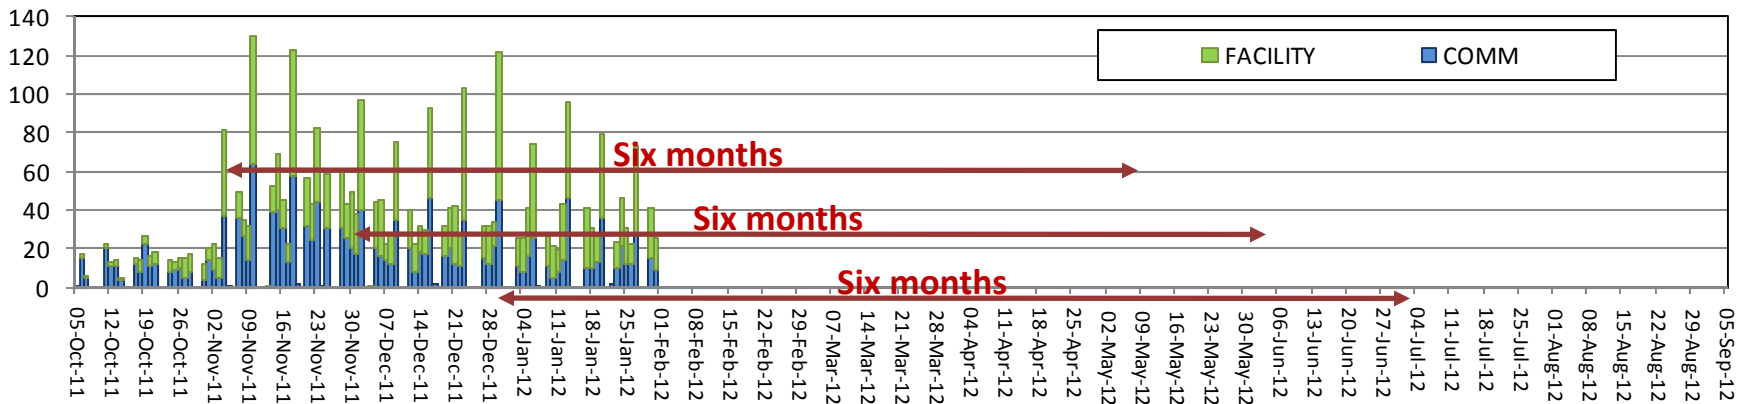 140
120
100
80
60
40
20
0
FACILITY
COMM
Six months
Six months
Six months
05-Oct-11
12-Oct-11
19-Oct-11
26-Oct-11
02-Nov-11
09-Nov-11
16-Nov-11
23-Nov-11
30-Nov-11
07-Dec-11
14-Dec-11
21-Dec-11
28-Dec-11
04-Jan-12
11-Jan-12
18-Jan-12
25-Jan-12
01-Feb-12
08-Feb-12
15-Feb-12
22-Feb-12
29-Feb-12
07-Mar-12
14-Mar-12
21-Mar-12
28-Mar-12
04-Apr-12
11-Apr-12
18-Apr-12
25-Apr-12
02-May-12
09-May-12
16-May-12
23-May-12
30-May-12
06-Jun-12
13-Jun-12
20-Jun-12
27-Jun-12
04-Jul-12
11-Jul-12
18-Jul-12
25-Jul-12
01-Aug-12
08-Aug-12
15-Aug-12
22-Aug-12
29-Aug-12
05-Sep-12